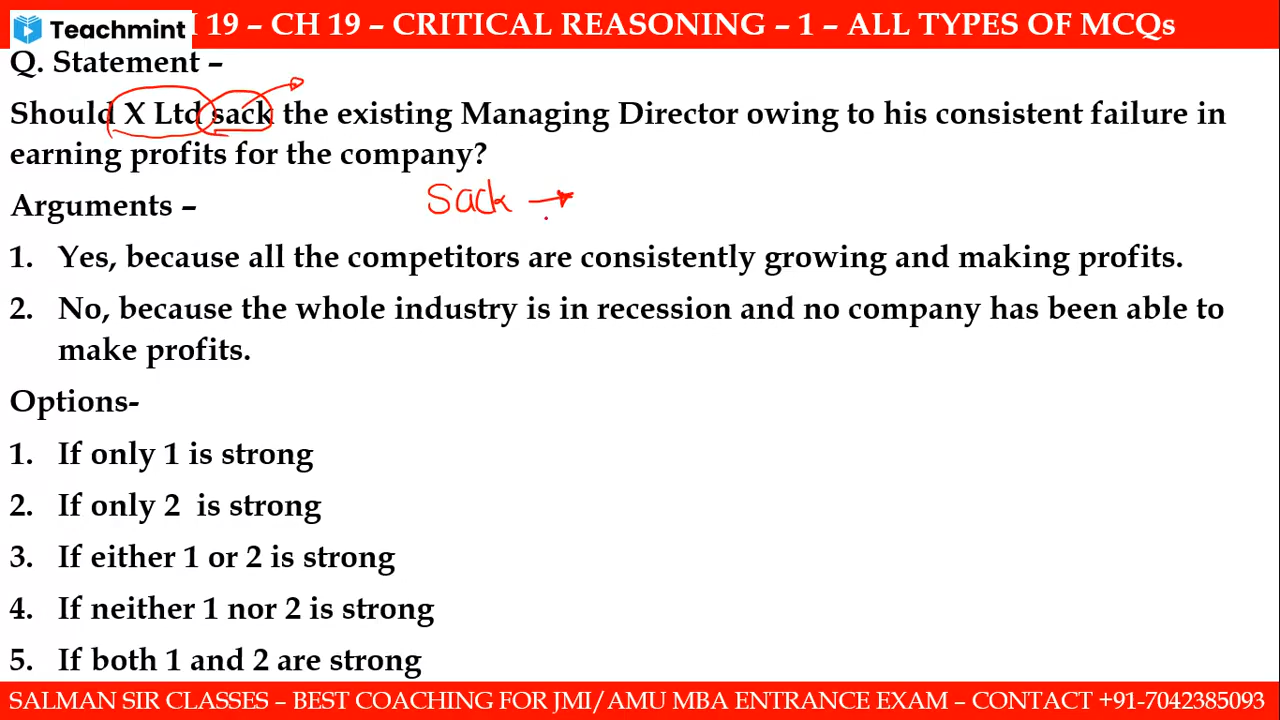 Teachmint 19 – CH 19 – CRITICAL REASONING – 1 – ALL TYPES OF MCQs
Q. Statement –
Should X Ltd sack the existing Managing Director owing to his consistent failure in
earning profits for the company?
Sack →
Arguments –
1. Yes, because all the competitors are consistently growing and making profits.
2. No, because the whole industry is in recession and no company has been able to
make profits.
Options-
1. If only 1 is strong
2. If only 2 is strong
3. If either 1 or 2 is strong
4. If neither 1 nor 2 is strong
5. If both 1 and 2 are strong
SALMAN SIR CLASSES – BEST COACHING FOR JMI/AMU MBA ENTRANCE EXAM – CONTACT +91-7042385093